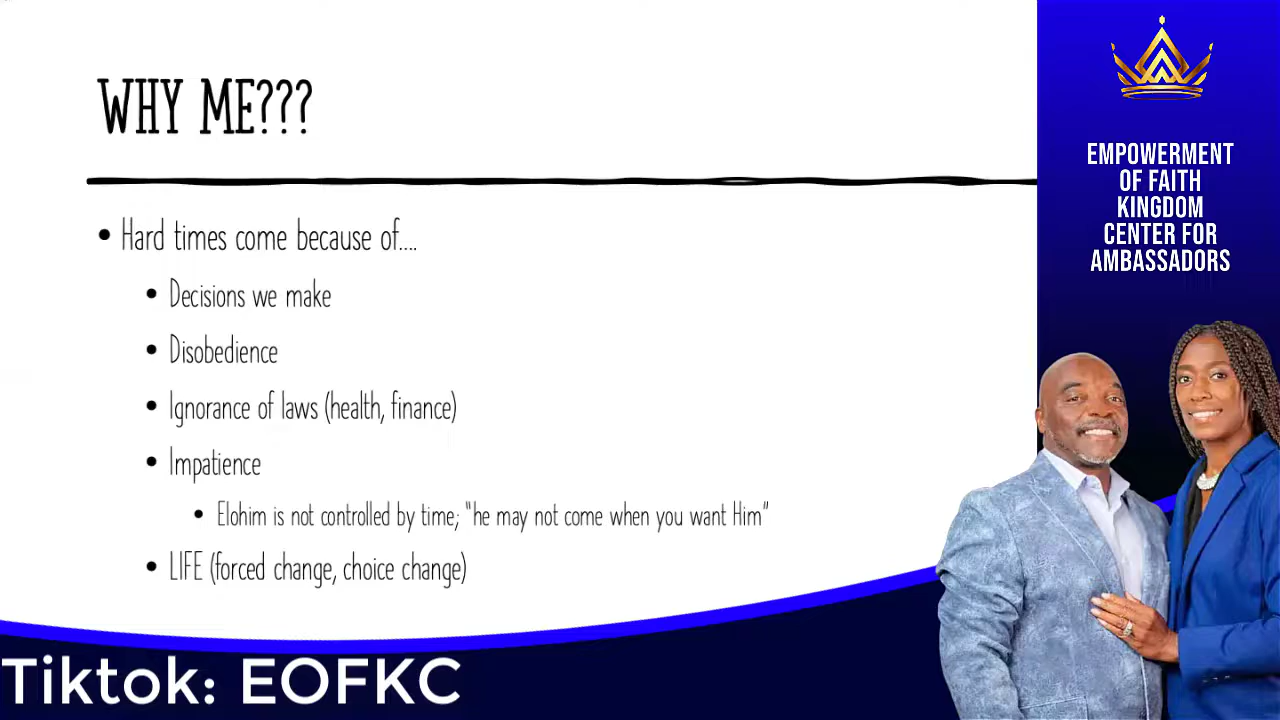 WHY ME???
• Hard times come because of....
• Decisions we make
• Disobedience
• Ignorance of laws (health, finance)
• Impatience
• Elohim is not controlled by time; "he may not come when you want Him"
• LIFE (forced change, choice change)
EMPOWERMENT
OF FAITH
KINGDOM
CENTER FOR
AMBASSADORS
Tiktok: EOFKC